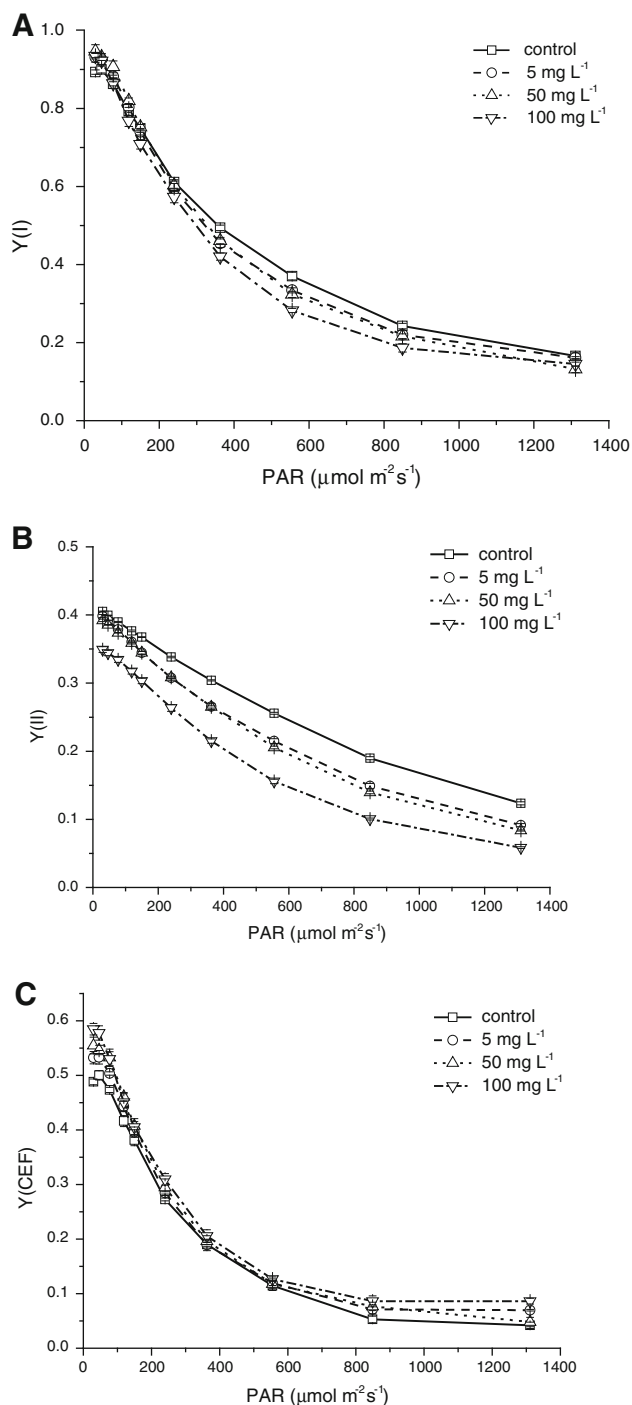 A
control
5 mg L⁻¹
50 mg L⁻¹
100 mg L⁻¹
1.0
0.8
0.6
0.4
0.2
0.0
Y(I)
0 200 400 600 800 1000 1200 1400
PAR (μmol m⁻²s⁻¹)
B
control
5 mg L⁻¹
50 mg L⁻¹
100 mg L⁻¹
0.5
0.4
0.3
0.2
0.1
0.0
Y(II)
0 200 400 600 800 1000 1200 1400
PAR (μmol m⁻²s⁻¹)
C
control
5 mg L⁻¹
50 mg L⁻¹
100 mg L⁻¹
0.6
0.5
0.4
0.3
0.2
0.1
0.0
Y(CEF)
0 200 400 600 800 1000 1200 1400
PAR (μmol m⁻²s⁻¹)